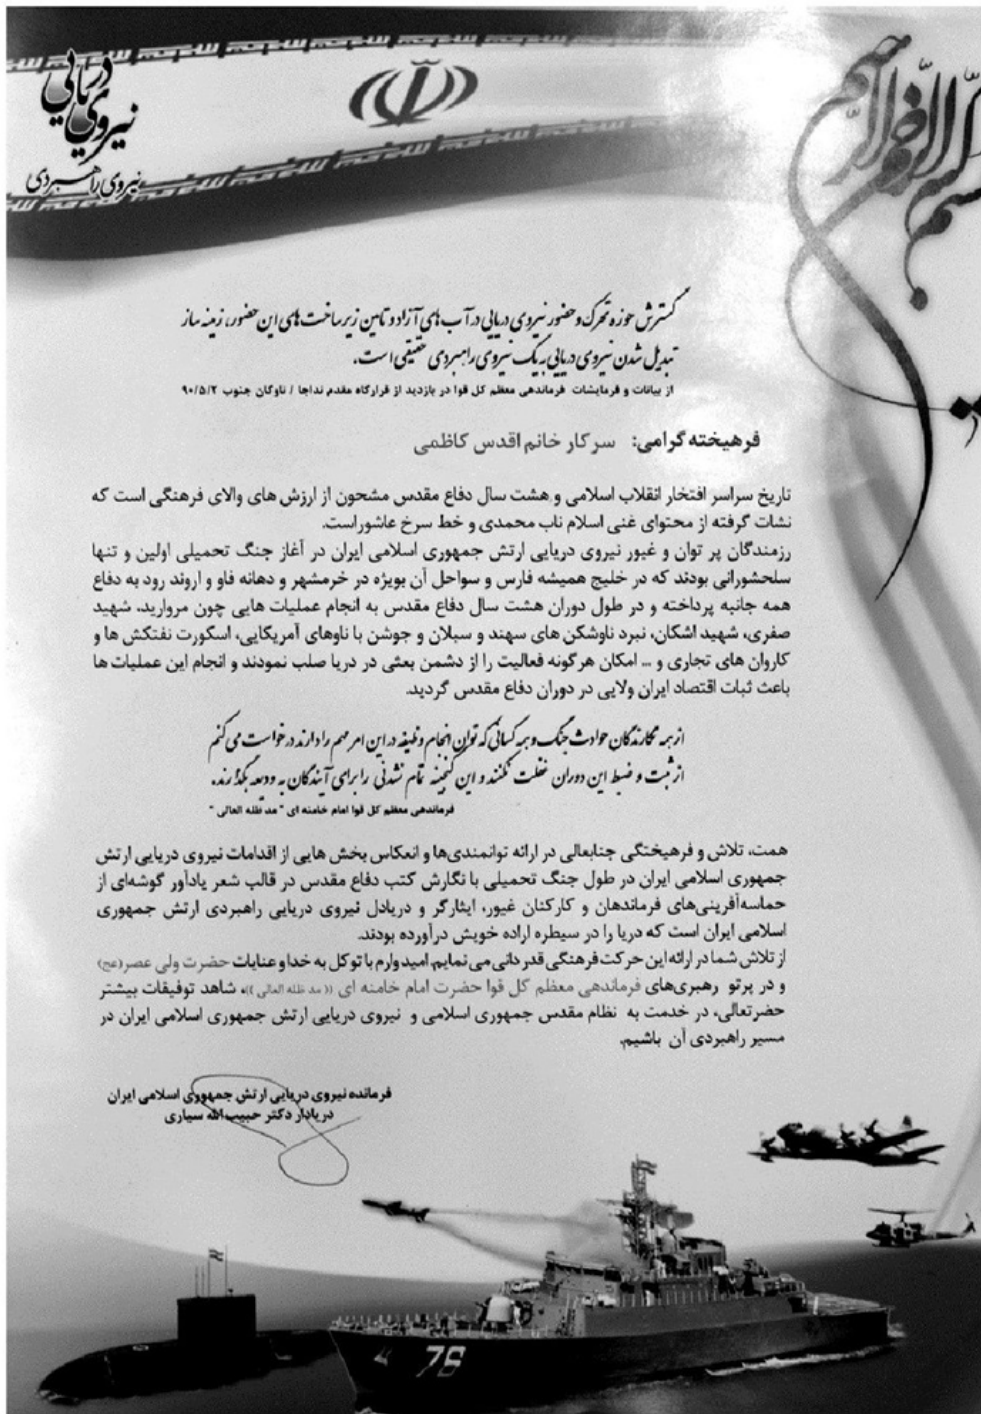 بسم الله الرحمن الرحیم
نیروی دریایی
نیروی راهبردی
گسترش حوزه تحرک و حضور نیروی دریایی در آب های آزاد و تامین زیرساخت های این حضور، زمینه ساز
تبدیل شدن نیروی دریایی به یک نیروی راهبردی حقیقی است.
از بیانات و فرمایشات فرماندهی معظم کل قوا در بازدید از قرارگاه مقدم نداجا / ناوگان جنوب ۹۰/۵/۲
فرهیخته گرامی: سرکار خانم اقدس کاظمی
تاریخ سراسر افتخار انقلاب اسلامی و هشت سال دفاع مقدس مشحون از ارزش های والای فرهنگی است که
نشات گرفته از محتوای غنی اسلام ناب محمدی و خط سرخ عاشوراست.
رزمندگان پر توان و غیور نیروی دریایی ارتش جمهوری اسلامی ایران در آغاز جنگ تحمیلی اولین و تنها
سلحشورانی بودند که در خلیج همیشه فارس و سواحل آن بویژه در خرمشهر و دهانه فاو و اروند رود به دفاع
همه جانبه پرداخته و در طول دوران هشت سال دفاع مقدس به انجام عملیات هایی چون مروارید، شهید
صفری، شهید اشکان، نبرد ناوشکن های سهند و سبلان و جوشن با ناوهای آمریکایی، اسکورت نفتکش ها و
کاروان های تجاری و ... امکان هرگونه فعالیت را از دشمن بعثی در دریا صلب نمودند و انجام این عملیات ها
باعث ثبات اقتصاد ایران ولایی در دوران دفاع مقدس گردید.
از همه نگارندگان حوادث جنگ و همه کسانی که توان انجام وظیفه در این امر مهم را دارند درخواست می کنم
از ثبت و ضبط این دوران غفلت نکنند و این گنجینه تمام نشدنی را برای آیندگان به ودیعه بگذارند.
فرماندهی معظم کل قوا امام خامنه ای "مد ظله العالی"
همت، تلاش و فرهیختگی جنابعالی در ارائه توانمندی‌ها و انعکاس بخش هایی از اقدامات نیروی دریایی ارتش
جمهوری اسلامی ایران در طول جنگ تحمیلی با نگارش کتب دفاع مقدس در قالب شعر یادآور گوشه‌ای از
حماسه‌آفرینی‌های فرماندهان و کارکنان غیور، ایثارگر و دریادل نیروی دریایی راهبردی ارتش جمهوری
اسلامی ایران است که دریا را در سیطره اراده خویش درآورده بودند.
از تلاش شما در ارائه این حرکت فرهنگی قدردانی می نمایم. امیدوارم با توکل به خدا و عنایات حضرت ولی عصر(عج)
و در پرتو رهبری‌های فرماندهی معظم کل قوا حضرت امام خامنه ای ((مد ظله العالی))، شاهد توفیقات بیشتر
حضرتعالی، در خدمت به نظام مقدس جمهوری اسلامی و نیروی دریایی ارتش جمهوری اسلامی ایران در
مسیر راهبردی آن باشیم.
فرمانده نیروی دریایی ارتش جمهوری اسلامی ایران
دریادار دکتر حبیب الله سیاری
76